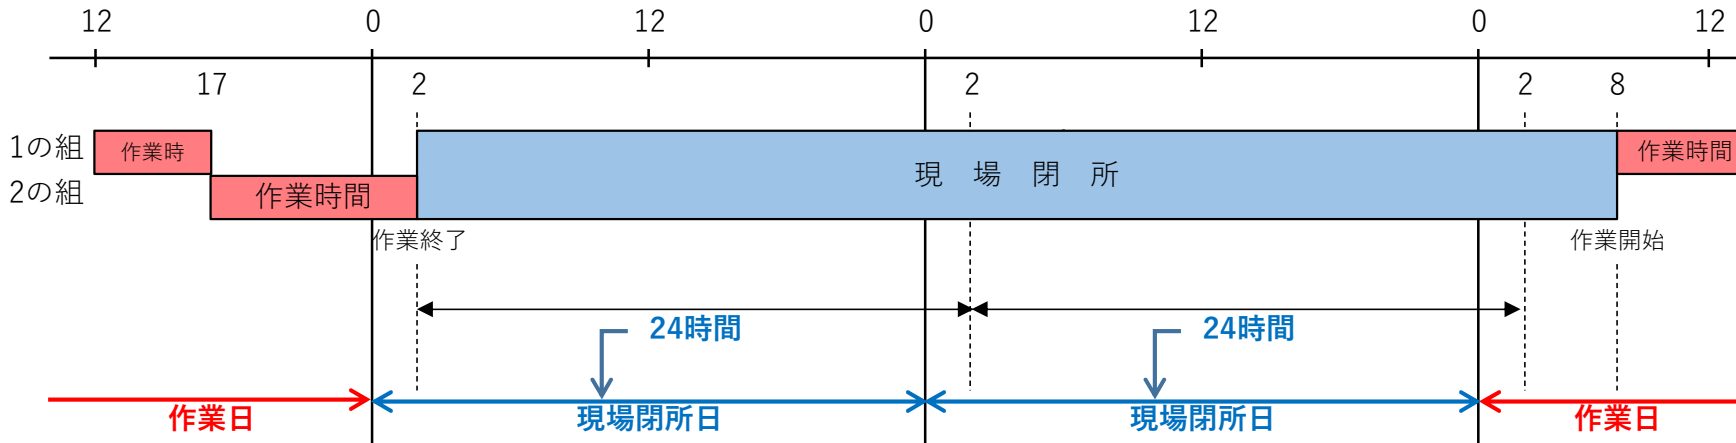 12 0 12 0 12 0 12
17 2 2 2 8
1の組 作業時 現場閉所 作業時間
2の組 作業時間
作業終了 作業開始
24時間 24時間
作業日 現場閉所日 現場閉所日 作業日